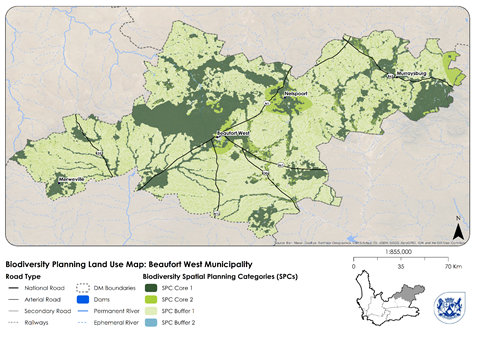 Murraysburg
Nelspoort
Beaufort West
Merweville
N
1:855,000
0 35 70 Km
Biodiversity Planning Land Use Map: Beaufort West Municipality
Road Type
National Road
Arterial Road
Secondary Road
Railways
DM Boundaries
Dams
Permanent River
Ephemeral River
Biodiversity Spatial Planning Categories (SPCs)
SPC Core 1
SPC Core 2
SPC Buffer 1
SPC Buffer 2